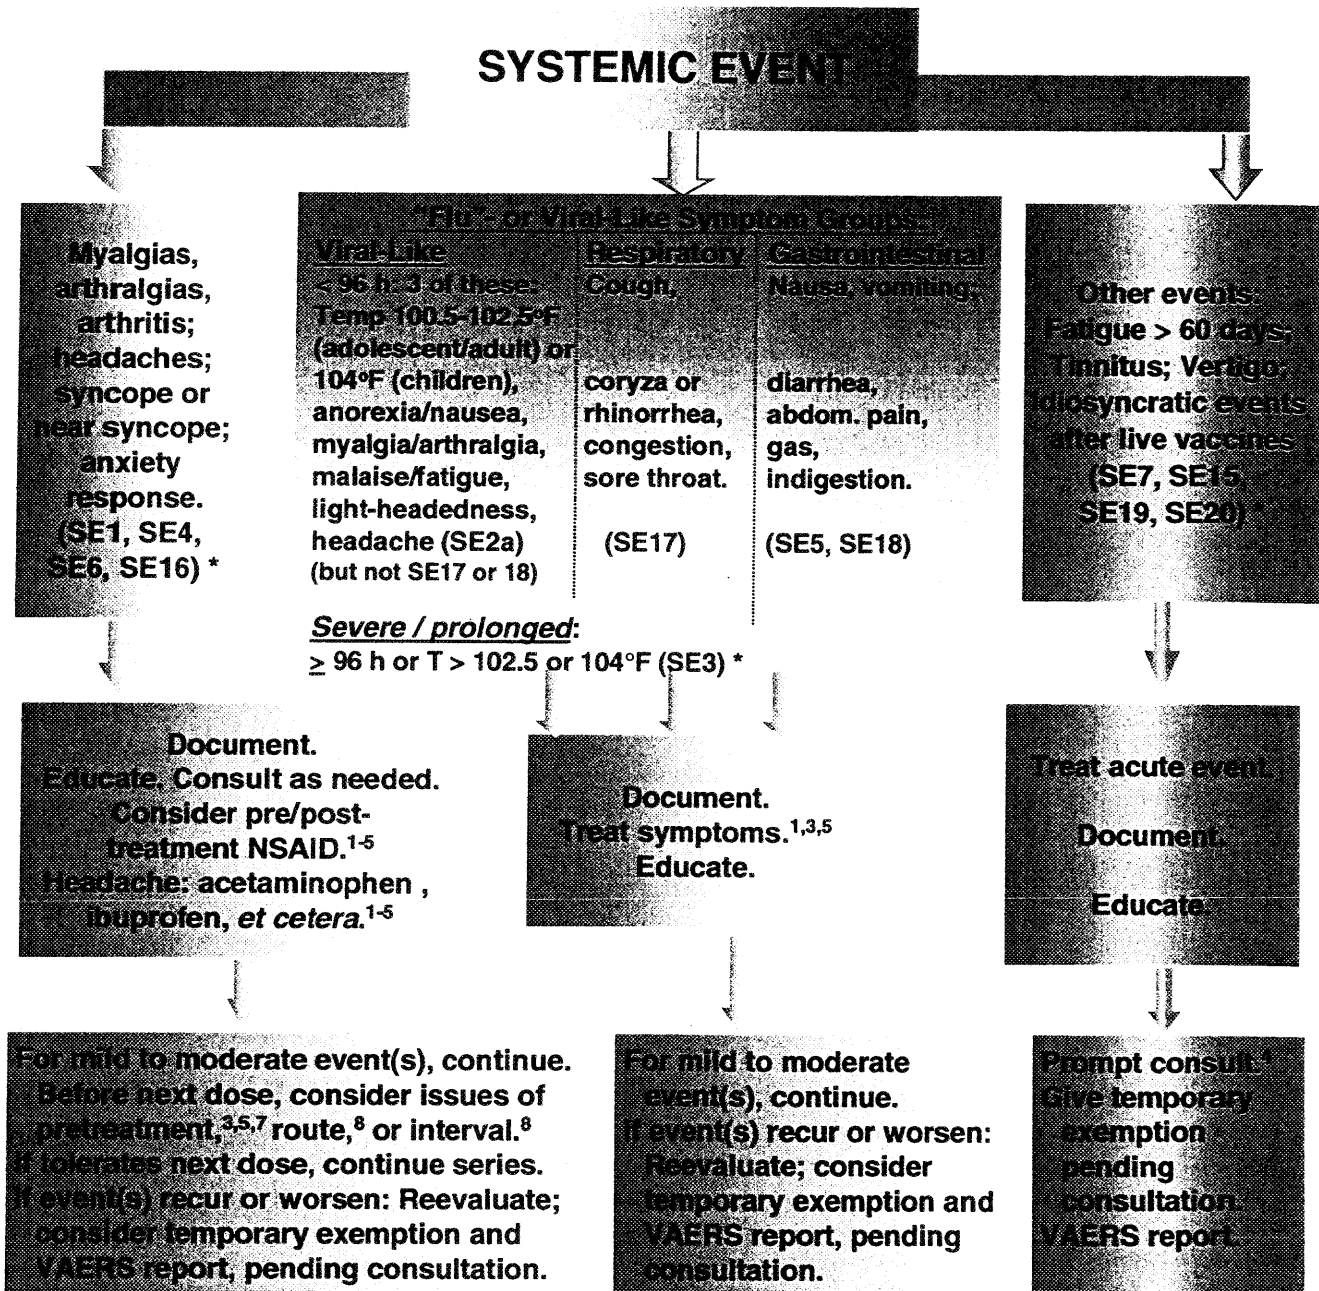 SYSTEMIC EVENT
Myalgias,
arthralgias,
arthritis;
headaches;
syncope or
near syncope;
anxiety
response.
(SE1, SE4,
SE6, SE16) *
"Flu"- or Viral-Like Symptom Groups:
Viral-Like
< 96 h: 3 of these:
Temp 100.5-102.5°F
(adolescent/adult) or
104°F (children),
anorexia/nausea,
myalgia/arthralgia,
malaise/fatigue,
light-headedness,
headache (SE2a)
(but not SE17 or 18)
Respiratory
Cough,
coryza or
rhinorrhea,
congestion,
sore throat.
(SE17)
Gastrointestinal
Nausa, vomiting,
diarrhea,
abdom. pain,
gas,
indigestion.
(SE5, SE18)
Severe / prolonged:
≥ 96 h or T > 102.5 or 104°F (SE3) *
Other events:
Fatigue > 60 days;
Tinnitus; Vertigo,
Idiosyncratic events
after live vaccines
(SE7, SE15,
SE19, SE20) *
Document.
Educate. Consult as needed.
Consider pre/post-
treatment NSAID.1-5
Headache: acetaminophen ,
ibuprofen, et cetera.1-5
Document.
Treat symptoms.1,3,5
Educate.
Treat acute event.
Document.
Educate.
For mild to moderate event(s), continue.
Before next dose, consider issues of
pretreatment,3,5,7 route,8 or interval.8
If tolerates next dose, continue series.
If event(s) recur or worsen: Reevaluate;
consider temporary exemption and
VAERS report, pending consultation.
For mild to moderate
event(s), continue.
If event(s) recur or worsen:
Reevaluate; consider
temporary exemption and
VAERS report, pending
consultation.
Prompt consult.4
Give temporary
exemption
pending
consultation.
VAERS report.